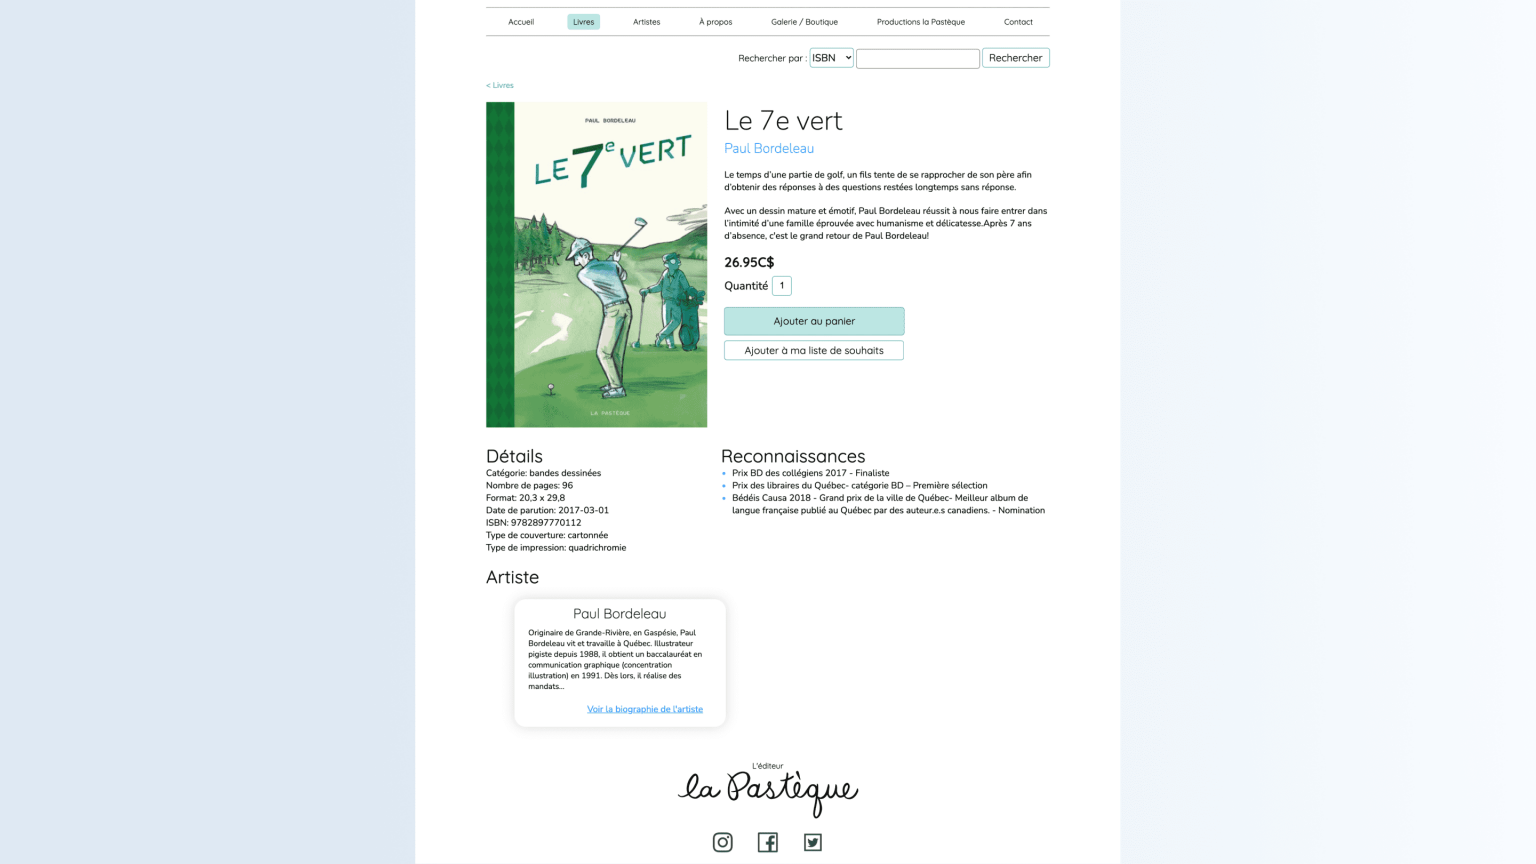 Accueil
Livres
Artistes
À propos
Galerie / Boutique
Productions la Pastèque
Contact
Rechercher par :
ISBN
Rechercher
< Livres
PAUL BORDELEAU
LE 7e VERT
LA PASTÈQUE
Le 7e vert
Paul Bordeleau
Le temps d’une partie de golf, un fils tente de se rapprocher de son père afin
d’obtenir des réponses à des questions restées longtemps sans réponse.
Avec un dessin mature et émotif, Paul Bordeleau réussit à nous faire entrer dans
l’intimité d’une famille éprouvée avec humanisme et délicatesse.Après 7 ans
d’absence, c’est le grand retour de Paul Bordeleau!
26.95C$
Quantité 1
Ajouter au panier
Ajouter à ma liste de souhaits
Détails
Catégorie: bandes dessinées
Nombre de pages: 96
Format: 20,3 x 29,8
Date de parution: 2017-03-01
ISBN: 9782897770112
Type de couverture: cartonnée
Type de impression: quadrichromie
Reconnaissances
Prix BD des collégiens 2017 - Finaliste
Prix des libraires du Québec- catégorie BD – Première sélection
Bédéis Causa 2018 - Grand prix de la ville de Québec- Meilleur album de
langue française publié au Québec par des auteur.e.s canadiens. - Nomination
Artiste
Paul Bordeleau
Originaire de Grande-Rivière, en Gaspésie, Paul
Bordeleau vit et travaille à Québec. Illustrateur
pigiste depuis 1988, il obtient un baccalauréat en
communication graphique (concentration
illustration) en 1991. Dès lors, il réalise des
mandats...
Voir la biographie de l'artiste
L'éditeur
la Pastèque